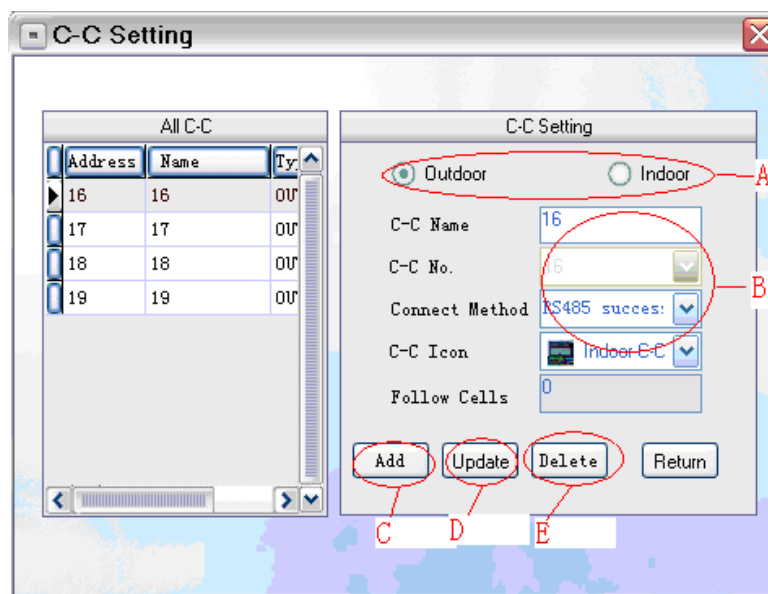 C-C Setting
All C-C
Address Name Ty
16 16 OU
17 17 OU
18 18 OU
19 19 OU
C-C Setting
Outdoor Indoor
A
C-C Name 16
C-C No. 16
B
Connect Method RS485 succes:
C-C Icon Indoor C-C
Follow Cells 0
Add Update Delete Return
C D E